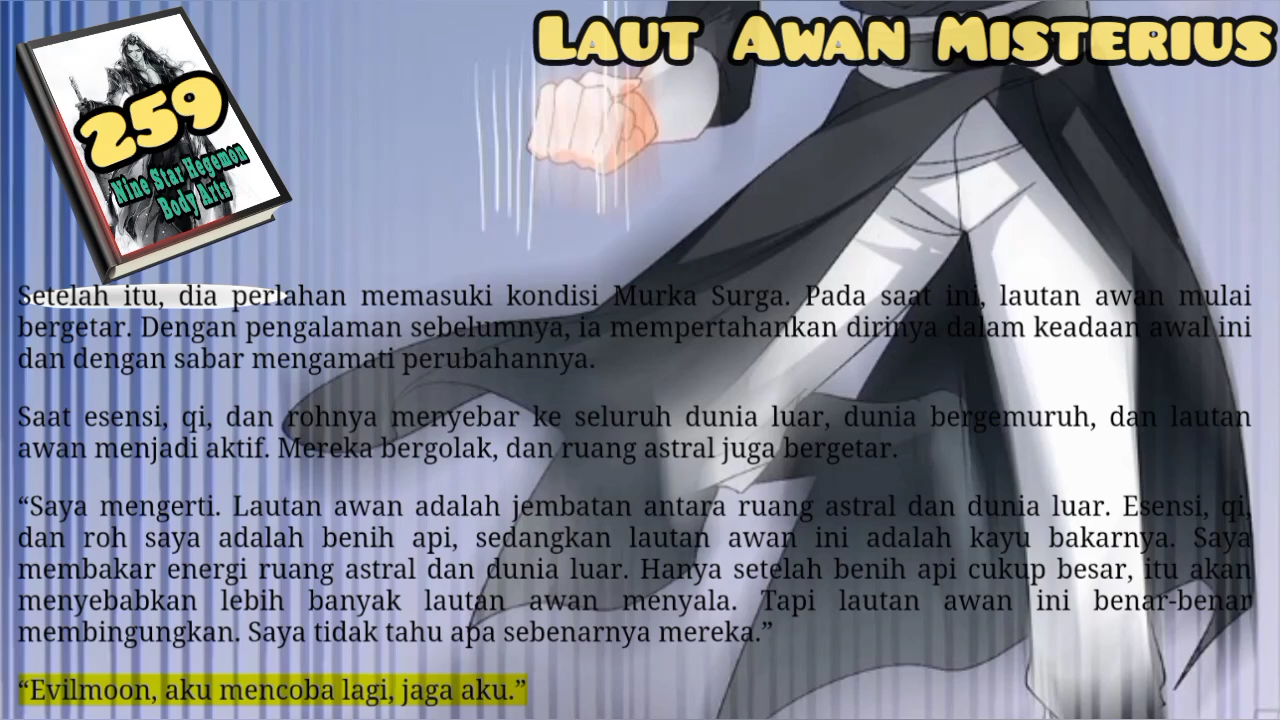 Laut Awan Misterius
259
Nine Star Hegemon
Body Arts
Setelah itu, dia perlahan memasuki kondisi Murka Surga. Pada saat ini, lautan awan mulai
bergetar. Dengan pengalaman sebelumnya, ia mempertahankan dirinya dalam keadaan awal ini
dan dengan sabar mengamati perubahannya.
Saat esensi, qi, dan rohnya menyebar ke seluruh dunia luar, dunia bergemuruh, dan lautan
awan menjadi aktif. Mereka bergolak, dan ruang astral juga bergetar.
“Saya mengerti. Lautan awan adalah jembatan antara ruang astral dan dunia luar. Esensi, qi,
dan roh saya adalah benih api, sedangkan lautan awan ini adalah kayu bakarnya. Saya
membakar energi ruang astral dan dunia luar. Hanya setelah benih api cukup besar, itu akan
menyebabkan lebih banyak lautan awan menyala. Tapi lautan awan ini benar-benar
membingungkan. Saya tidak tahu apa sebenarnya mereka.”
“Evilmoon, aku mencoba lagi, jaga aku.”